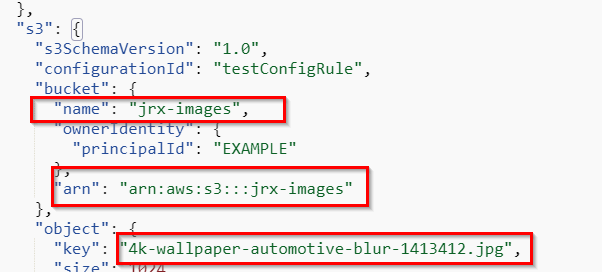 },
"s3": {
"s3SchemaVersion": "1.0",
"configurationId": "testConfigRule",
"bucket": {
"name": "jrx-images",
"ownerIdentity": {
"principalId": "EXAMPLE"
},
"arn": "arn:aws:s3:::jrx-images"
},
"object": {
"key": "4k-wallpaper-automotive-blur-1413412.jpg",
"size": 1024